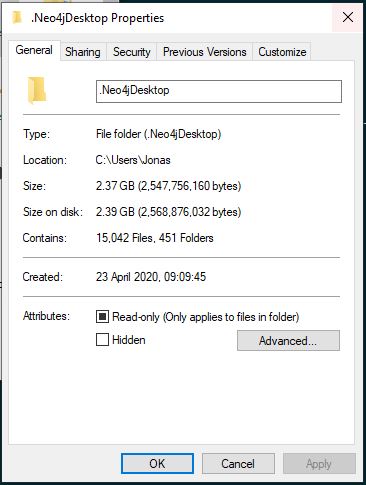 .Neo4jDesktop Properties
General Sharing Security Previous Versions Customize
.Neo4jDesktop
Type: File folder (.Neo4jDesktop)
Location: C:\Users\Jonas
Size: 2.37 GB (2,547,756,160 bytes)
Size on disk: 2.39 GB (2,568,876,032 bytes)
Contains: 15,042 Files, 451 Folders
Created: 23 April 2020, 09:09:45
Attributes: Read-only (Only applies to files in folder)
Hidden Advanced...
OK Cancel Apply